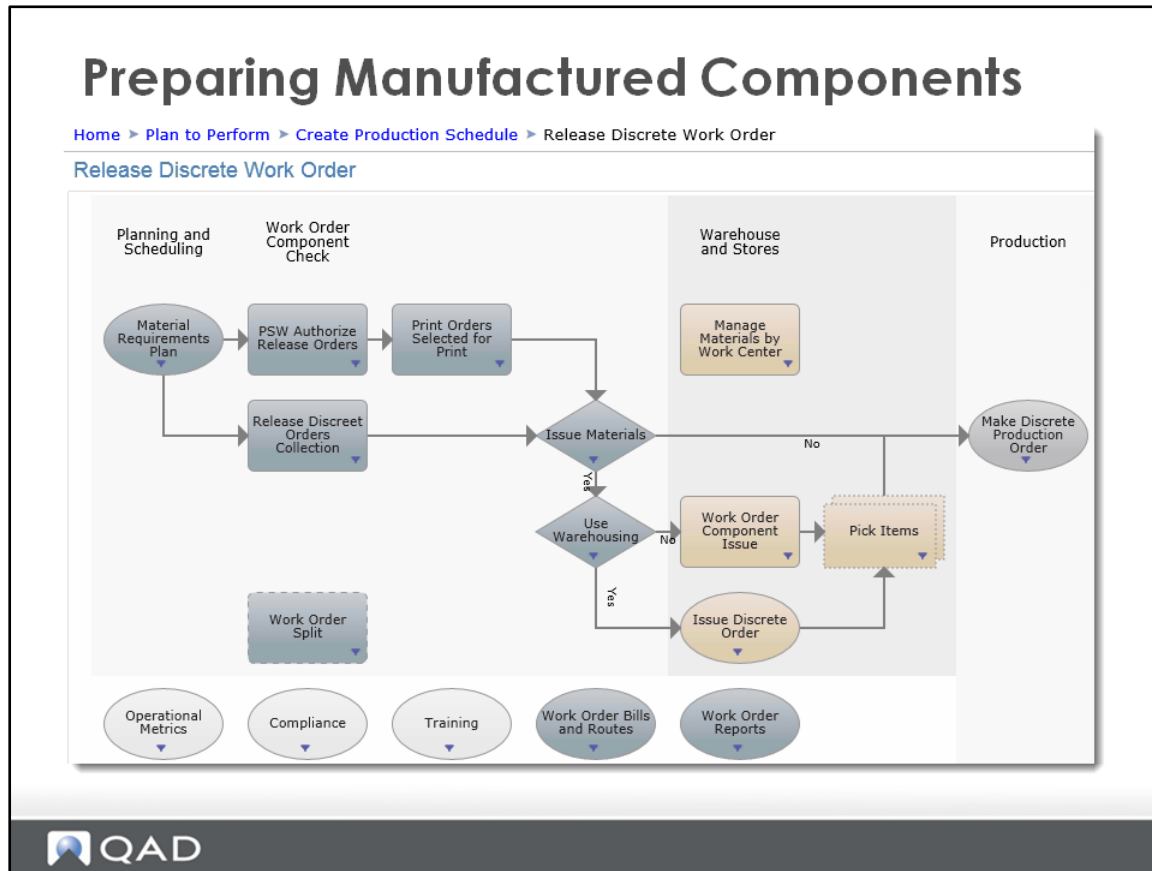 Preparing Manufactured Components
Home > Plan to Perform > Create Production Schedule > Release Discrete Work Order
Release Discrete Work Order
Planning and
Scheduling
Work Order
Component
Check
Warehouse
and Stores
Production
Material
Requirements
Plan
PSW Authorize
Release Orders
Print Orders
Selected for
Print
Manage
Materials by
Work Center
Release Discreet
Orders
Collection
Issue Materials
No
Make Discrete
Production
Order
Yes
Use
Warehousing
No
Work Order
Component
Issue
Pick Items
Yes
Work Order
Split
Issue Discrete
Order
Operational
Metrics
Compliance
Training
Work Order Bills
and Routes
Work Order
Reports
QAD